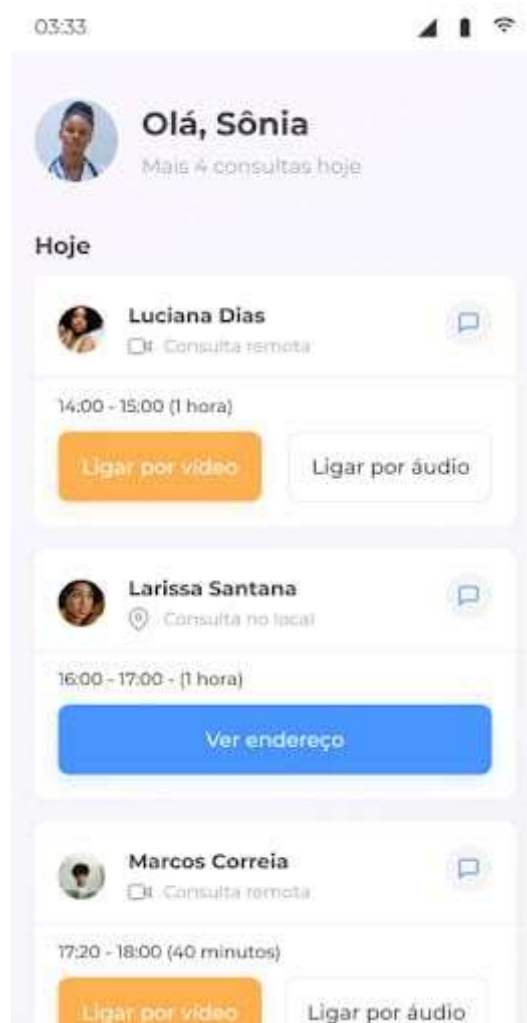 03:33
Olá, Sônia
Mais 4 consultas hoje
Hoje
Luciana Dias
Consulta remota
14:00 - 15:00 (1 hora)
Ligar por vídeo Ligar por áudio
Larissa Santana
Consulta no local
16:00 - 17:00 - (1 hora)
Ver endereço
Marcos Correia
Consulta remota
17:20 - 18:00 (40 minutos)
Ligar por vídeo Ligar por áudio